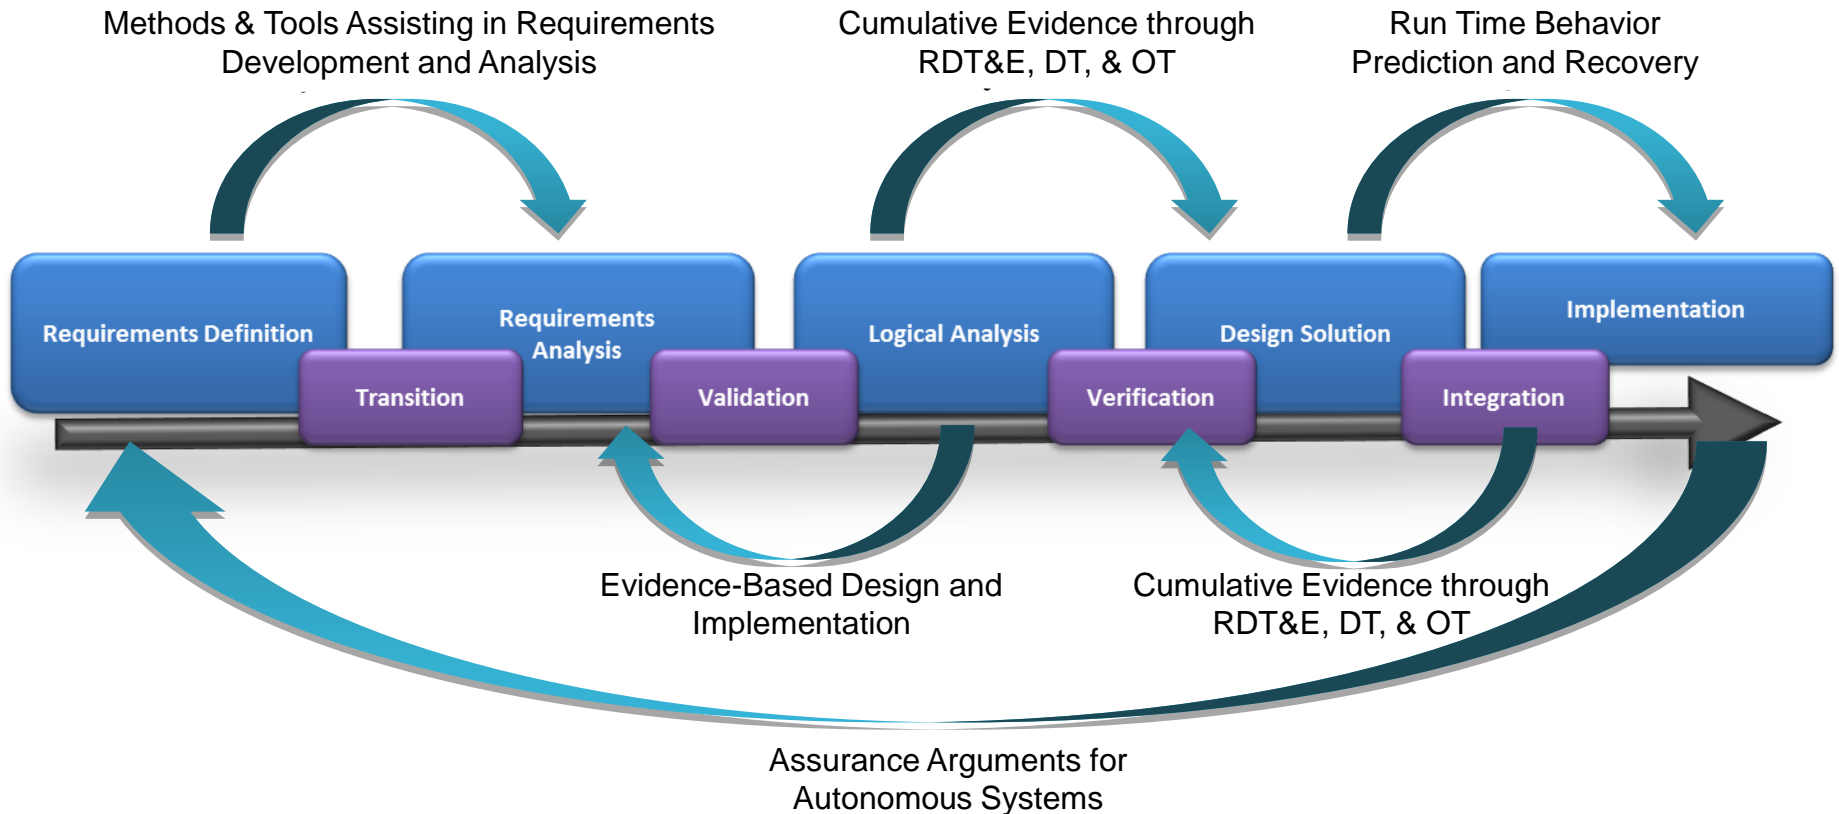 Methods & Tools Assisting in Requirements
Development and Analysis
Cumulative Evidence through
RDT&E, DT, & OT
Run Time Behavior
Prediction and Recovery
Requirements Definition
Requirements
Analysis
Logical Analysis
Design Solution
Implementation
Transition
Validation
Verification
Integration
Evidence-Based Design and
Implementation
Cumulative Evidence through
RDT&E, DT, & OT
Assurance Arguments for
Autonomous Systems